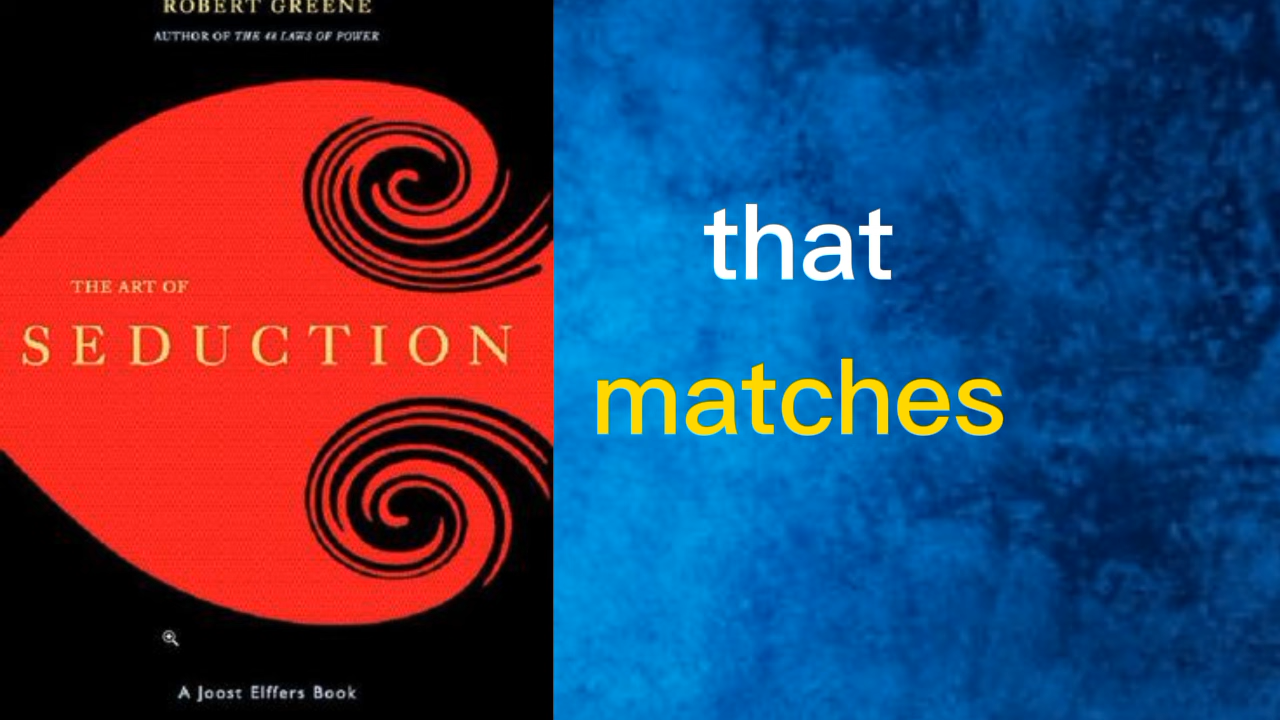 ROBERT GREENE
AUTHOR OF THE 48 LAWS OF POWER
THE ART OF
SEDUCTION
A Joost Elffers Book
that
matches